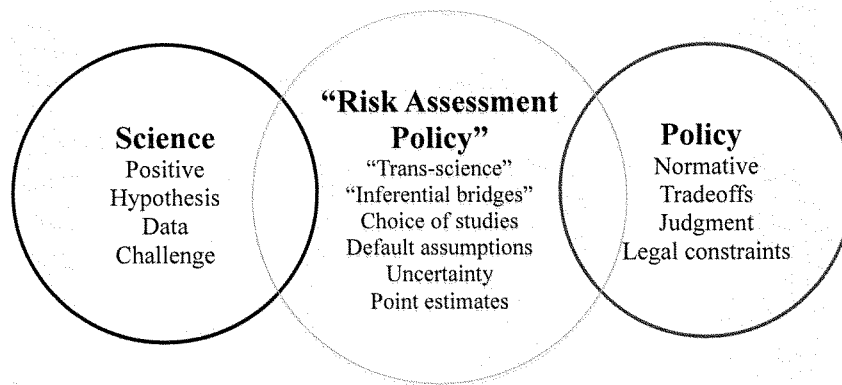 Science
Positive
Hypothesis
Data
Challenge
“Risk Assessment
Policy”
“Trans-science”
“Inferential bridges”
Choice of studies
Default assumptions
Uncertainty
Point estimates
Policy
Normative
Tradeoffs
Judgment
Legal constraints